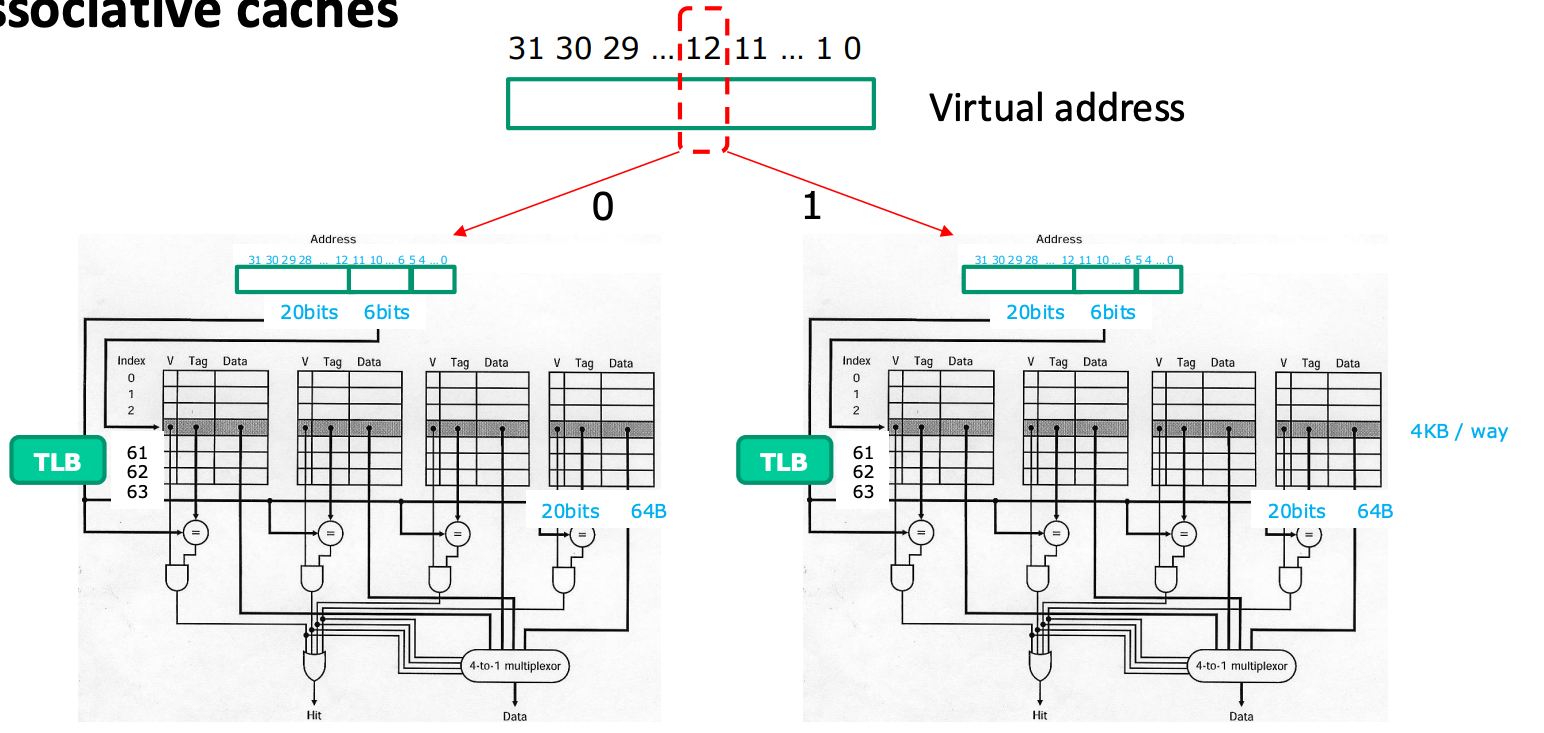 ssociative caches
31 30 29 ... 12 11 ... 1 0
Virtual address
0 1
Address
31 30 29 28 ... 12 11 10 ... 6 5 4 ... 0
20bits 6bits
Index V Tag Data V Tag Data V Tag Data V Tag Data
0
1
2
TLB
61
62
63
20bits 64B
= = = =
4-to-1 multiplexor
Hit Data
Address
31 30 29 28 ... 12 11 10 ... 6 5 4 ... 0
20bits 6bits
Index V Tag Data V Tag Data V Tag Data V Tag Data
0
1
2
4KB / way
TLB
61
62
63
20bits 64B
= = = =
4-to-1 multiplexor
Hit Data